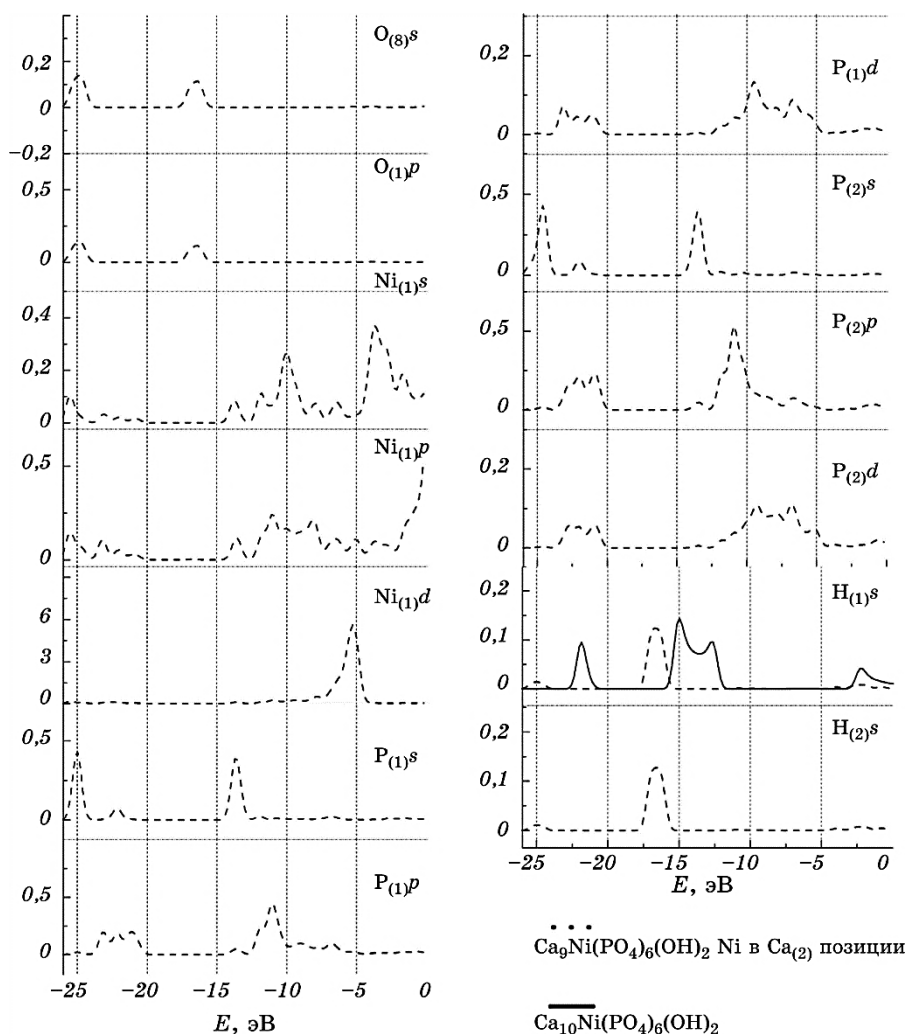 O(8)s
0,2
0
−0,2
O(1)p
0,5
0
Ni(1)s
0,4
0,2
0
Ni(1)p
0,5
0
Ni(1)d
6
3
0
P(1)s
0,5
0
P(1)p
0,5
0
−25 −20 −15 −10 −5 0
E, эВ
P(1)d
0,2
0
P(2)s
0,5
0
P(2)p
0,5
0
P(2)d
0,2
0
H(1)s
0,2
0,1
0
H(2)s
0,2
0,1
0
−25 −20 −15 −10 −5 0
E, эВ
Ca9Ni(PO4)6(OH)2 Ni в Ca(2) позиции
Ca10Ni(PO4)6(OH)2